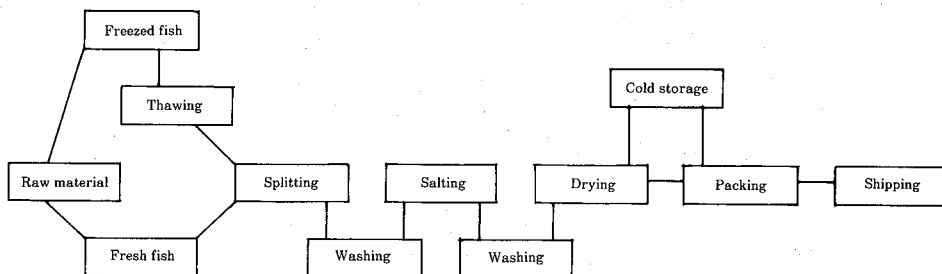 Freezed fish
Thawing
Cold storage
Raw material
Splitting
Salting
Drying
Packing
Shipping
Fresh fish
Washing
Washing